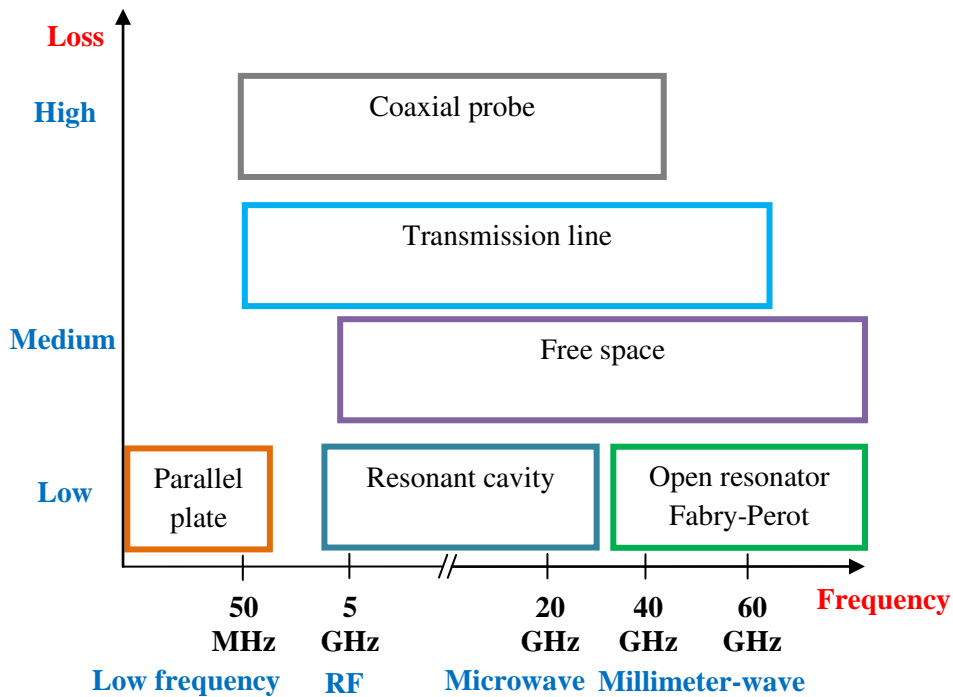 Loss
High
Coaxial probe
Transmission line
Medium
Free space
Low
Parallel
plate
Resonant cavity
Open resonator
Fabry-Perot
50
MHz
5
GHz
20
GHz
40
GHz
60
GHz
Frequency
Low frequency
RF
Microwave
Millimeter-wave